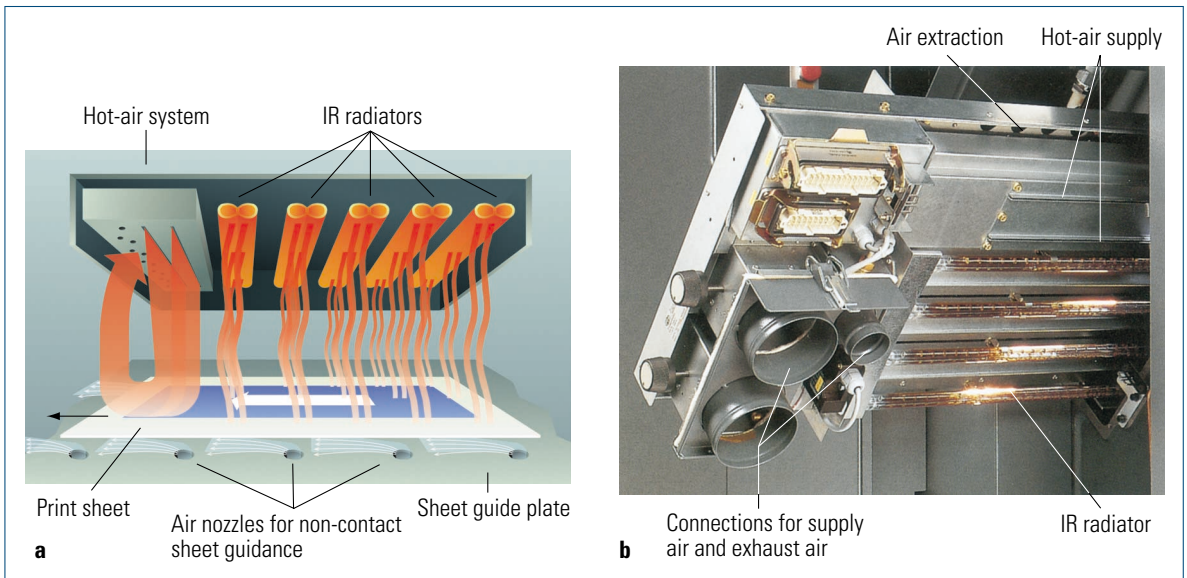 Hot-air system
IR radiators
Print sheet
Air nozzles for non-contact
sheet guidance
Sheet guide plate
a
Air extraction
Hot-air supply
Connections for supply
air and exhaust air
IR radiator
b